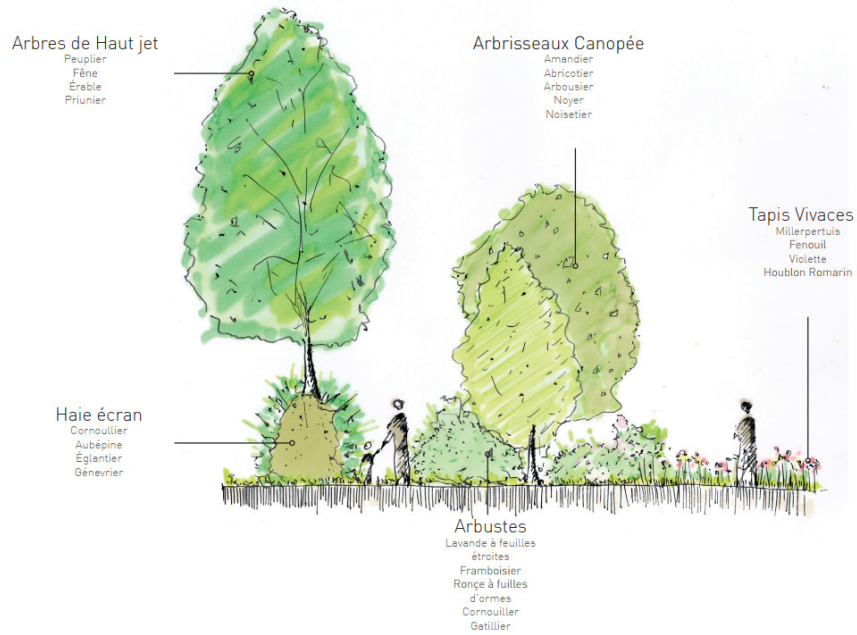 Arbres de Haut jet
Peuplier
Fêne
Érable
Priunier
Arbrisseaux Canopée
Amandier
Abricotier
Arbousier
Noyer
Noisetier
Tapis Vivaces
Millerpertuis
Fenouil
Violette
Houblon Romarin
Haie écran
Cornoullier
Aubépine
Églantier
Génevrier
Arbustes
Lavande à feuilles
étroites
Framboisier
Ronçe à fuilles
d'ormes
Cornouiller
Gatillier